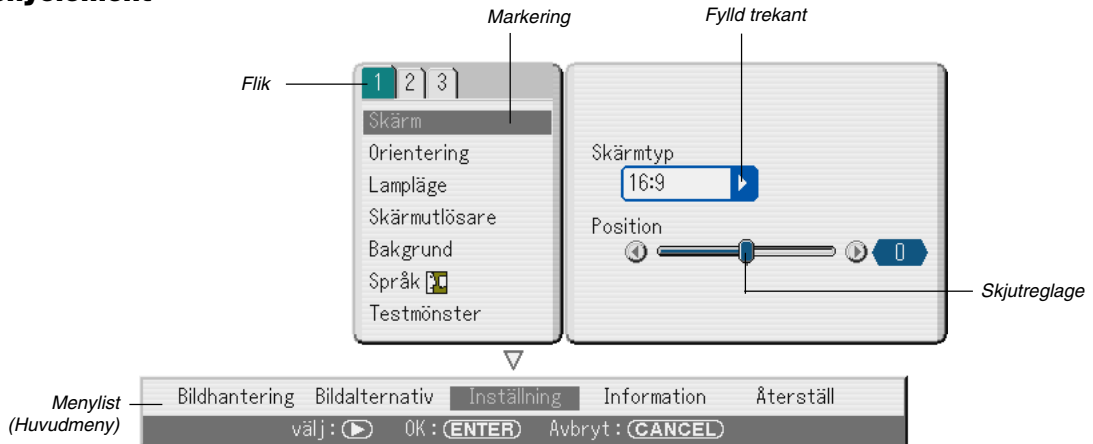 Markering
Fylld trekant
Flik
1 2 3
Skärm
Orientering
Lampläge
Skärmutlösare
Bakgrund
Språk
Testmönster
Skärmtyp
16:9
Position
0
Skjutreglage
Menylist
(Huvudmeny)
Bildhantering Bildalternativ Inställning Information Återställ
välj: OK: ENTER Avbryt: CANCEL